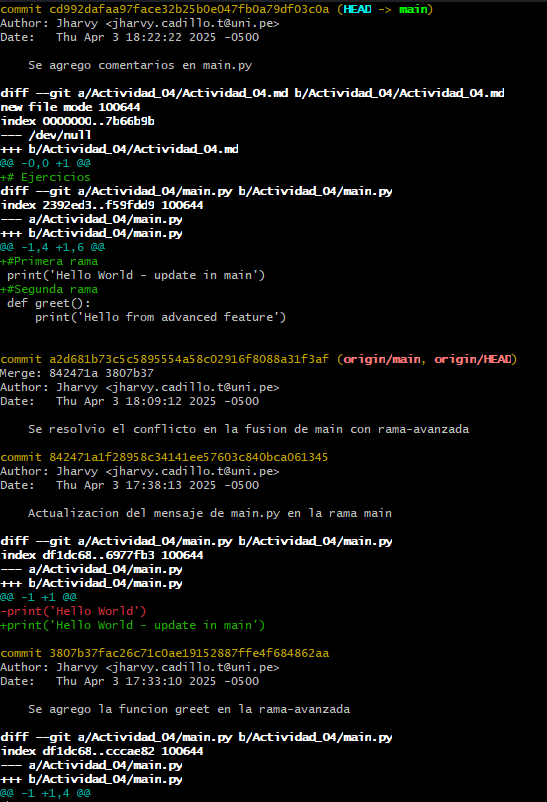 commit cd992dafaa97face32b25b0e047fb0a79df03c0a (HEAD -> main)
Author: Jharvy <jharvy.cadillo.t@uni.pe>
Date:   Thu Apr 3 18:22:22 2025 -0500

    Se agrego comentarios en main.py

diff --git a/Actividad_04/Actividad_04.md b/Actividad_04/Actividad_04.md
new file mode 100644
index 0000000..7b66b9b
--- /dev/null
+++ b/Actividad_04/Actividad_04.md
@@ -0,0 +1 @@
+# Ejercicios
diff --git a/Actividad_04/main.py b/Actividad_04/main.py
index 2392ed3..f59fdd9 100644
--- a/Actividad_04/main.py
+++ b/Actividad_04/main.py
@@ -1,4 +1,6 @@
+#Primera rama
 print('Hello World - update in main')
+#Segunda rama
 def greet():
     print('Hello from advanced feature')

commit a2d681b73c5c5895554a58c02916f8088a31f3af (origin/main, origin/HEAD)
Merge: 842471a 3807b37
Author: Jharvy <jharvy.cadillo.t@uni.pe>
Date:   Thu Apr 3 18:09:12 2025 -0500

    Se resolvio el conflicto en la fusion de main con rama-avanzada

commit 842471a1f28958c34141ee57603c840bca061345
Author: Jharvy <jharvy.cadillo.t@uni.pe>
Date:   Thu Apr 3 17:38:13 2025 -0500

    Actualizacion del mensaje de main.py en la rama main

diff --git a/Actividad_04/main.py b/Actividad_04/main.py
index df1dc68..6977fb3 100644
--- a/Actividad_04/main.py
+++ b/Actividad_04/main.py
@@ -1 +1 @@
-print('Hello World')
+print('Hello World - update in main')

commit 3807b37fac26c71c0ae19152887ffe4f684862aa
Author: Jharvy <jharvy.cadillo.t@uni.pe>
Date:   Thu Apr 3 17:33:10 2025 -0500

    Se agrego la funcion greet en la rama-avanzada

diff --git a/Actividad_04/main.py b/Actividad_04/main.py
index df1dc68..cccae82 100644
--- a/Actividad_04/main.py
+++ b/Actividad_04/main.py
@@ -1 +1,4 @@